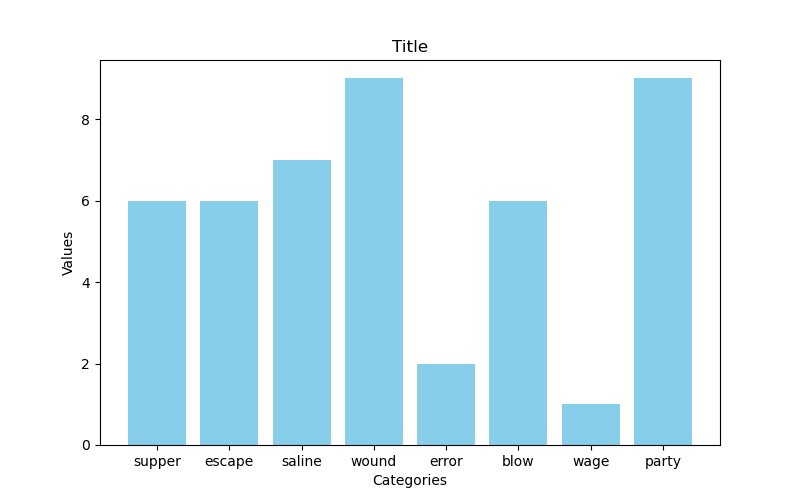 Title
Values
8
6
4
2
0
supper escape saline wound error blow wage party
Categories